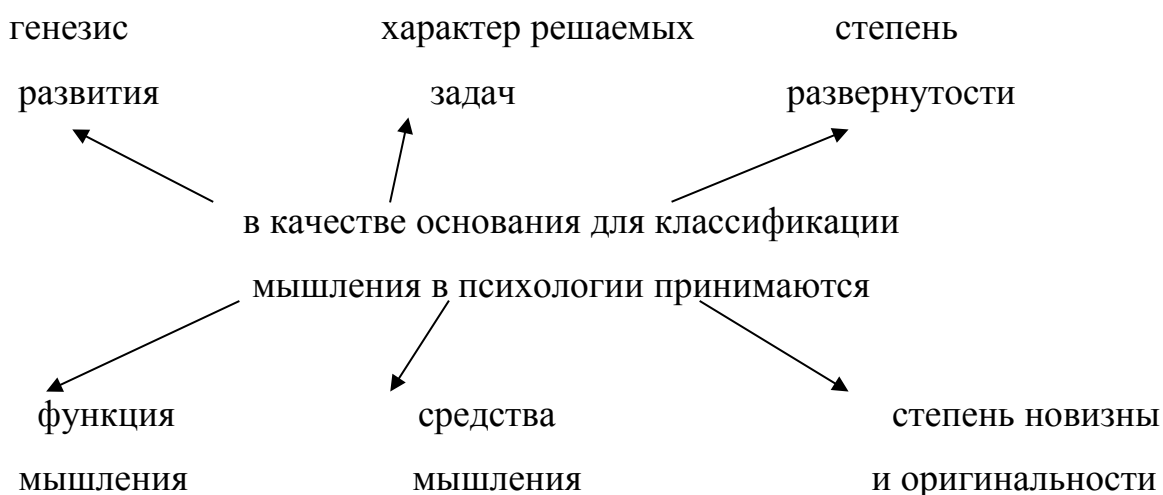 генезис
развития
характер решаемых
задач
степень
развернутости
в качестве основания для классификации
мышления в психологии принимаются
функция
мышления
средства
мышления
степень новизны
и оригинальности